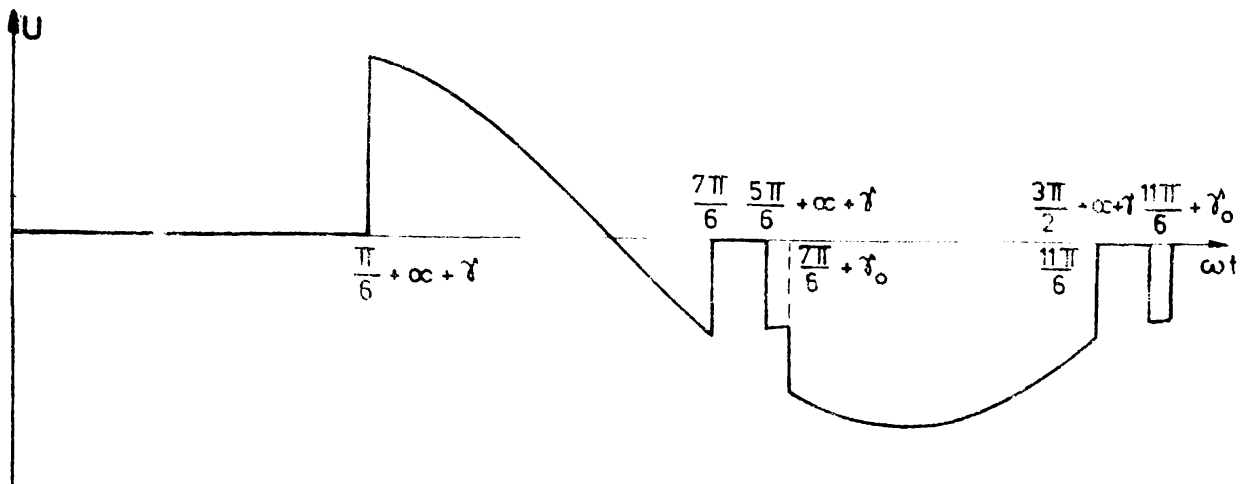 U
7π/6
5π/6 + α + γ
3π/2 + α + γ
11π/6 + γ₀
π/6 + α + γ
7π/6 + γ₀
11π/6
ωt